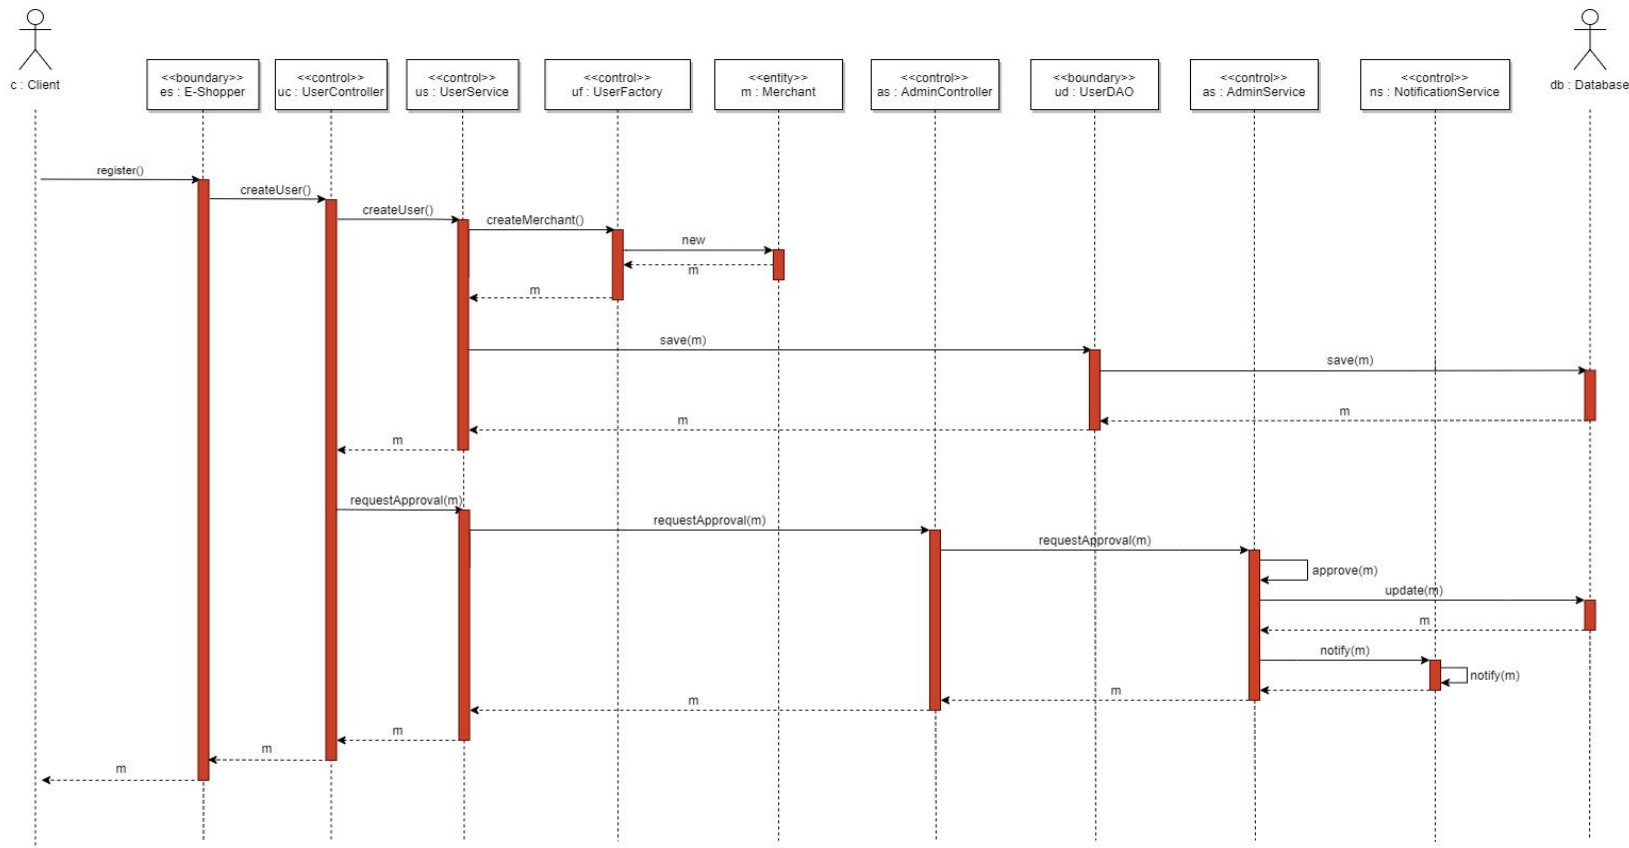 c : Client
<<boundary>>
es : E-Shopper
<<control>>
uc : UserController
<<control>>
us : UserService
<<control>>
uf : UserFactory
<<entity>>
m : Merchant
<<control>>
as : AdminController
<<boundary>>
ud : UserDAO
<<control>>
as : AdminService
<<control>>
ns : NotificationService
db : Database
register()
createUser()
createUser()
createMerchant()
new
m
m
save(m)
save(m)
m
m
m
requestApproval(m)
requestApproval(m)
requestApproval(m)
approve(m)
update(m)
m
notify(m)
notify(m)
m
m
m
m
m